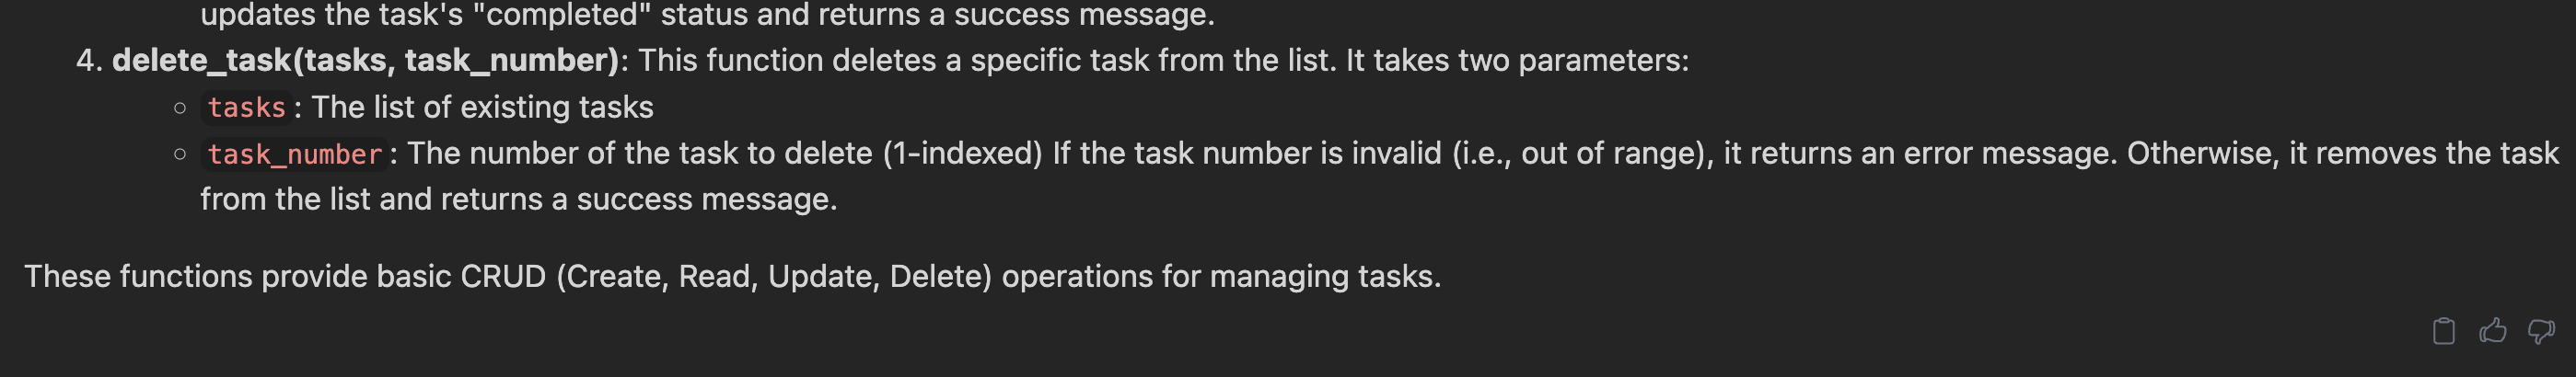 updates the task's "completed" status and returns a success message.
4. delete_task(tasks, task_number): This function deletes a specific task from the list. It takes two parameters:
◦ tasks: The list of existing tasks
◦ task_number: The number of the task to delete (1-indexed) If the task number is invalid (i.e., out of range), it returns an error message. Otherwise, it removes the task
from the list and returns a success message.
These functions provide basic CRUD (Create, Read, Update, Delete) operations for managing tasks.